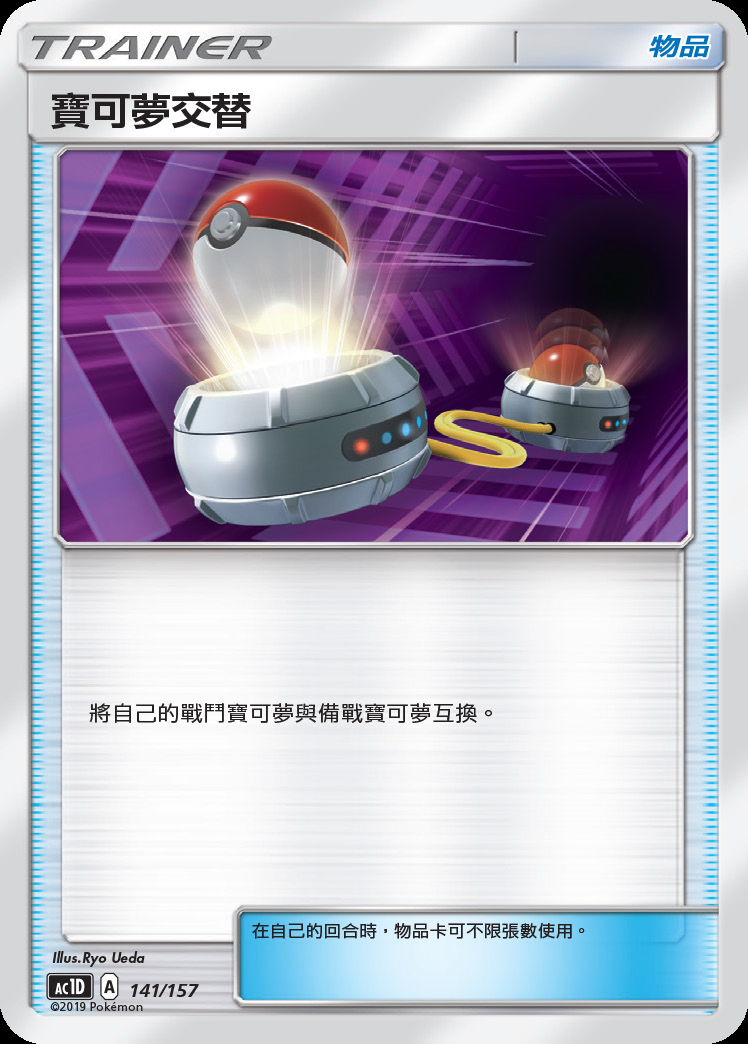 TRAINER
物品
寶可夢交替
將自己的戰鬥寶可夢與備戰寶可夢互換。
在自己的回合時，物品卡可不限張數使用。
Illus.Ryo Ueda
AC1D A 141/157
©2019 Pokémon